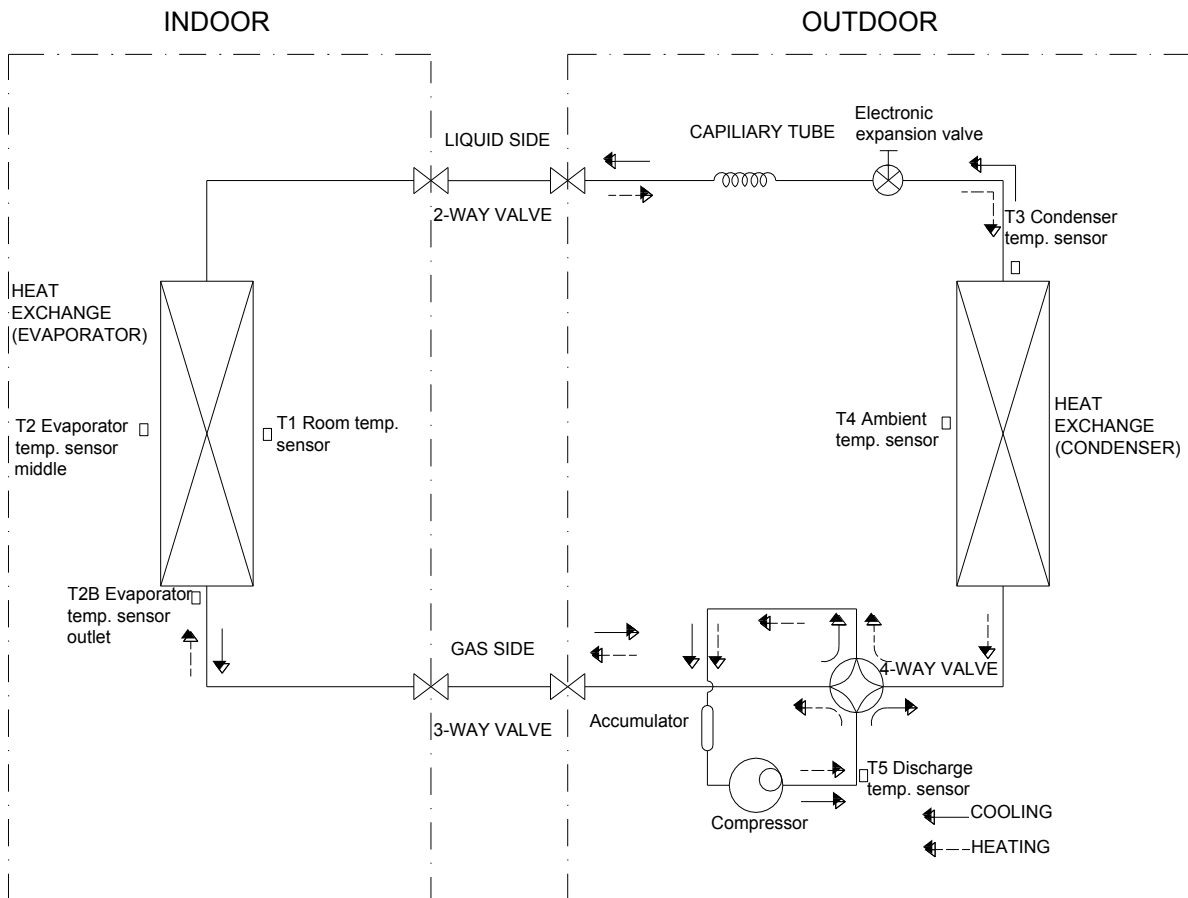 INDOOR
OUTDOOR
LIQUID SIDE
CAPILIARY TUBE
Electronic
expansion valve
2-WAY VALVE
T3 Condenser
temp. sensor
HEAT
EXCHANGE
(EVAPORATOR)
T2 Evaporator
temp. sensor
middle
T1 Room temp.
sensor
T4 Ambient
temp. sensor
HEAT
EXCHANGE
(CONDENSER)
T2B Evaporator
temp. sensor
outlet
GAS SIDE
4-WAY VALVE
3-WAY VALVE
Accumulator
T5 Discharge
temp. sensor
Compressor
COOLING
HEATING